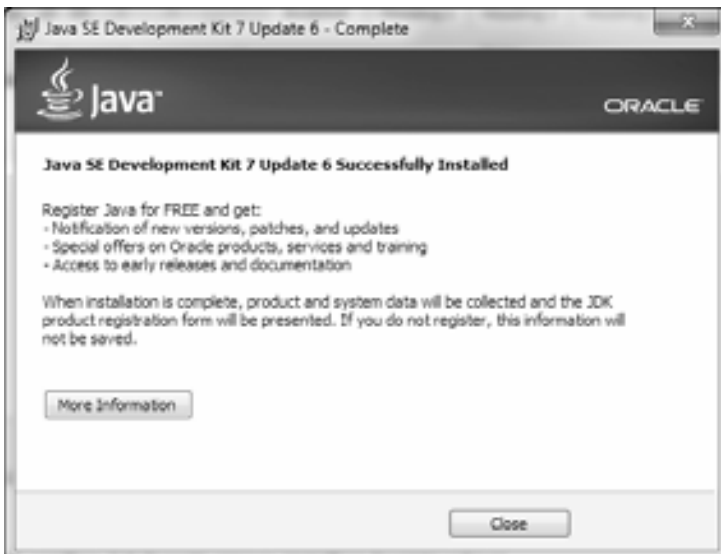 Java SE Development Kit 7 Update 6 - Complete
Java
ORACLE
Java SE Development Kit 7 Update 6 Successfully Installed
Register Java for FREE and get:
- Notification of new versions, patches, and updates
- Special offers on Oracle products, services and training
- Access to early releases and documentation
When installation is complete, product and system data will be collected and the JDK
product registration form will be presented. If you do not register, this information will
not be saved.
More Information
Close